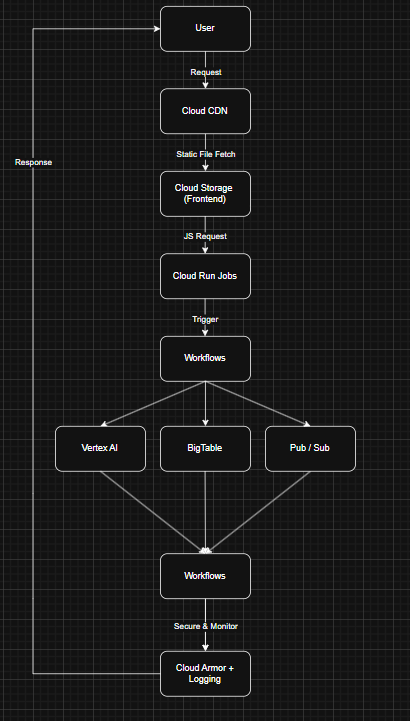 User
Request
Cloud CDN
Static File Fetch
Response
Cloud Storage
(Frontend)
JS Request
Cloud Run Jobs
Trigger
Workflows
Vertex AI
BigTable
Pub / Sub
Workflows
Secure & Monitor
Cloud Armor +
Logging